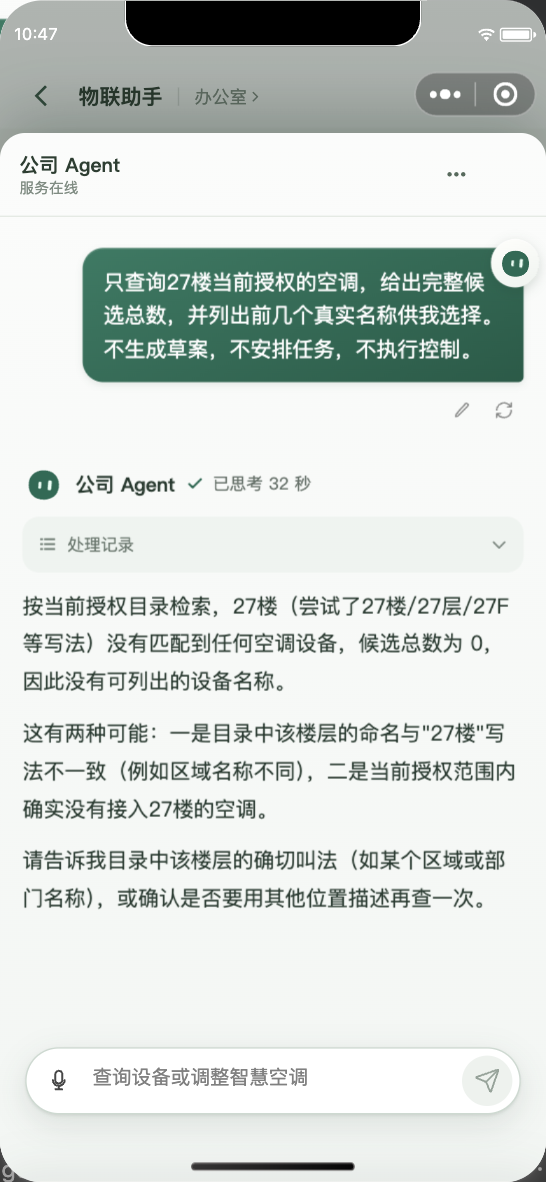 10:47
物联助手
办公室
公司 Agent
服务在线
只查询27楼当前授权的空调，给出完整候
选总数，并列出前几个真实名称供我选择。
不生成草案，不安排任务，不执行控制。
公司 Agent
已思考 32 秒
处理记录
按当前授权目录检索，27楼（尝试了27楼/27层/27F
等写法）没有匹配到任何空调设备，候选总数为 0，
因此没有可列出的设备名称。
这有两种可能：一是目录中该楼层的命名与"27楼"写
法不一致（例如区域名称不同），二是当前授权范围内
确实没有接入27楼的空调。
请告诉我目录中该楼层的确切叫法（如某个区域或部
门名称），或确认是否要用其他位置描述再查一次。
查询设备或调整智慧空调